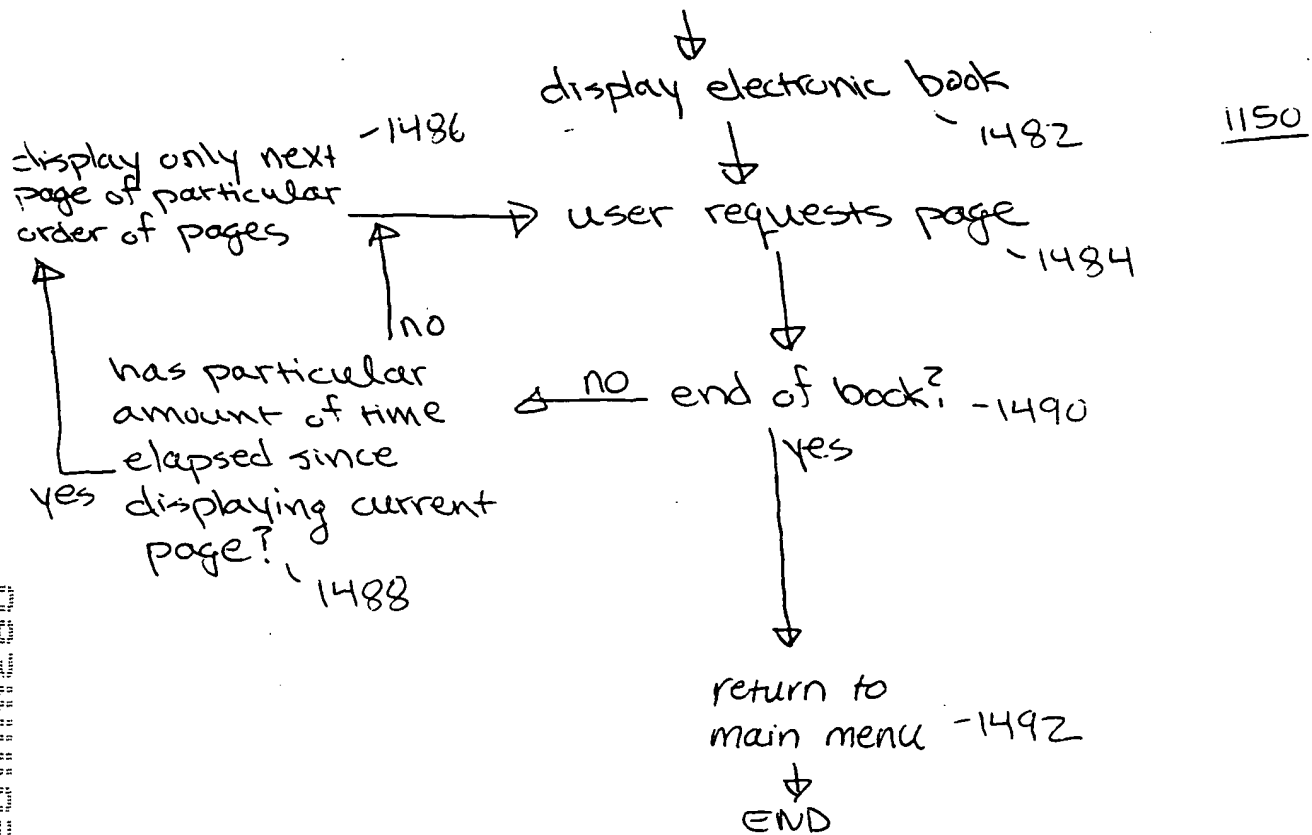 display electronic book
1482
1150
-1486
display only next
page of particular
order of pages
user requests page
-1484
no
has particular
amount of time
elapsed since
displaying current
page?
yes
1488
no
end of book? -1490
yes
return to
main menu -1492
END